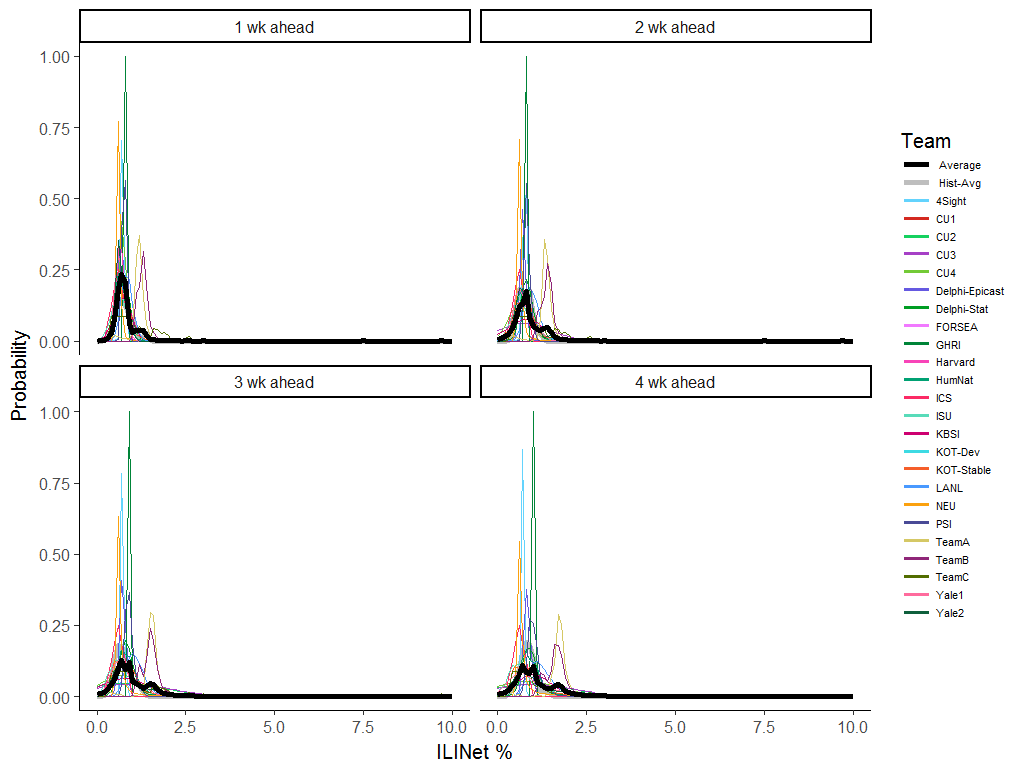 1 wk ahead
2 wk ahead
1.00
0.75
0.50
0.25
0.00
3 wk ahead
4 wk ahead
1.00
0.75
0.50
0.25
0.00
0.0 2.5 5.0 7.5 10.0
0.0 2.5 5.0 7.5 10.0
Probability
ILINet %
Team
Average
Hist-Avg
4Sight
CU1
CU2
CU3
CU4
Delphi-Epicast
Delphi-Stat
FORSEA
GHRI
Harvard
HumNat
ICS
ISU
KBSI
KOT-Dev
KOT-Stable
LANL
NEU
PSI
TeamA
TeamB
TeamC
Yale1
Yale2